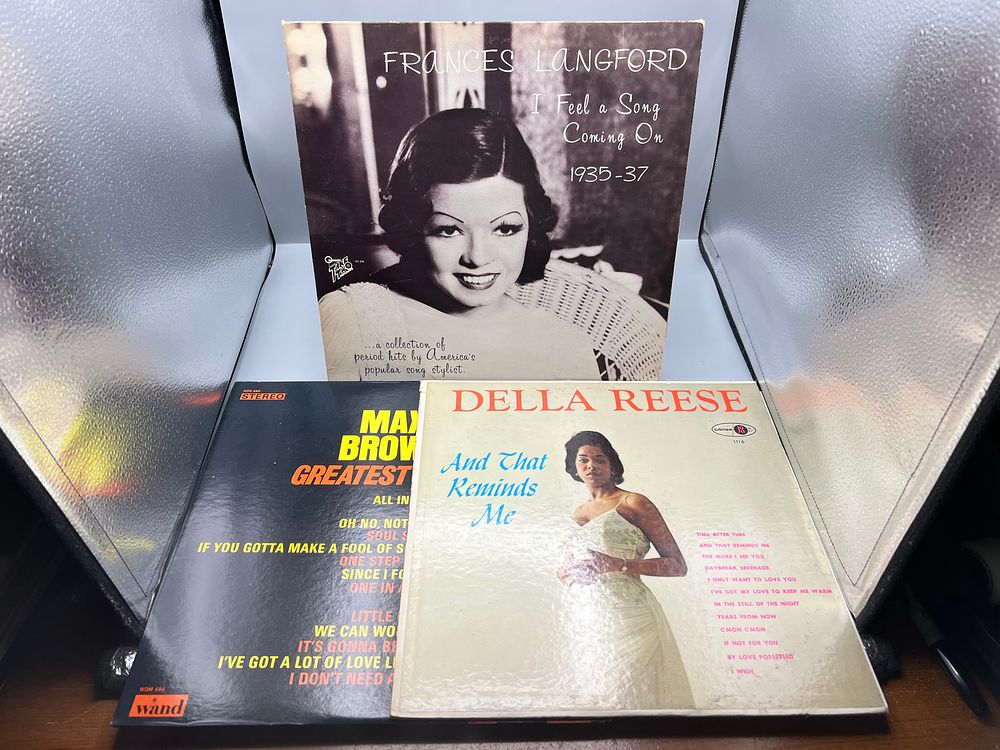 FRANCES LANGFORD
I Feel a Song
Coming On
1935-37
...a collection of
period hits by America's
popular song stylist.
STEREO
MAX
BROW
GREATEST
ALL IN
OH NO, NOT
SOUL S
IF YOU GOTTA MAKE A FOOL OF S
ONE STEP
SINCE I FO
ONE IN A
LITTLE
WE CAN WO
IT'S GONNA BE
I'VE GOT A LOT OF LOVE L
I DON'T NEED A
WDM 684
wand
DELLA REESE
jubilee
1116
And That
Reminds
Me
TIME AFTER TIME
AND THAT REMINDS ME
THE MORE I SEE YOU
DAYBREAK SERENADE
I ONLY WANT TO LOVE YOU
I'VE GOT MY LOVE TO KEEP ME WARM
IN THE STILL OF THE NIGHT
YEARS FROM NOW
C'MON C'MON
IF NOT FOR YOU
BY LOVE POSSESSED
I WISH